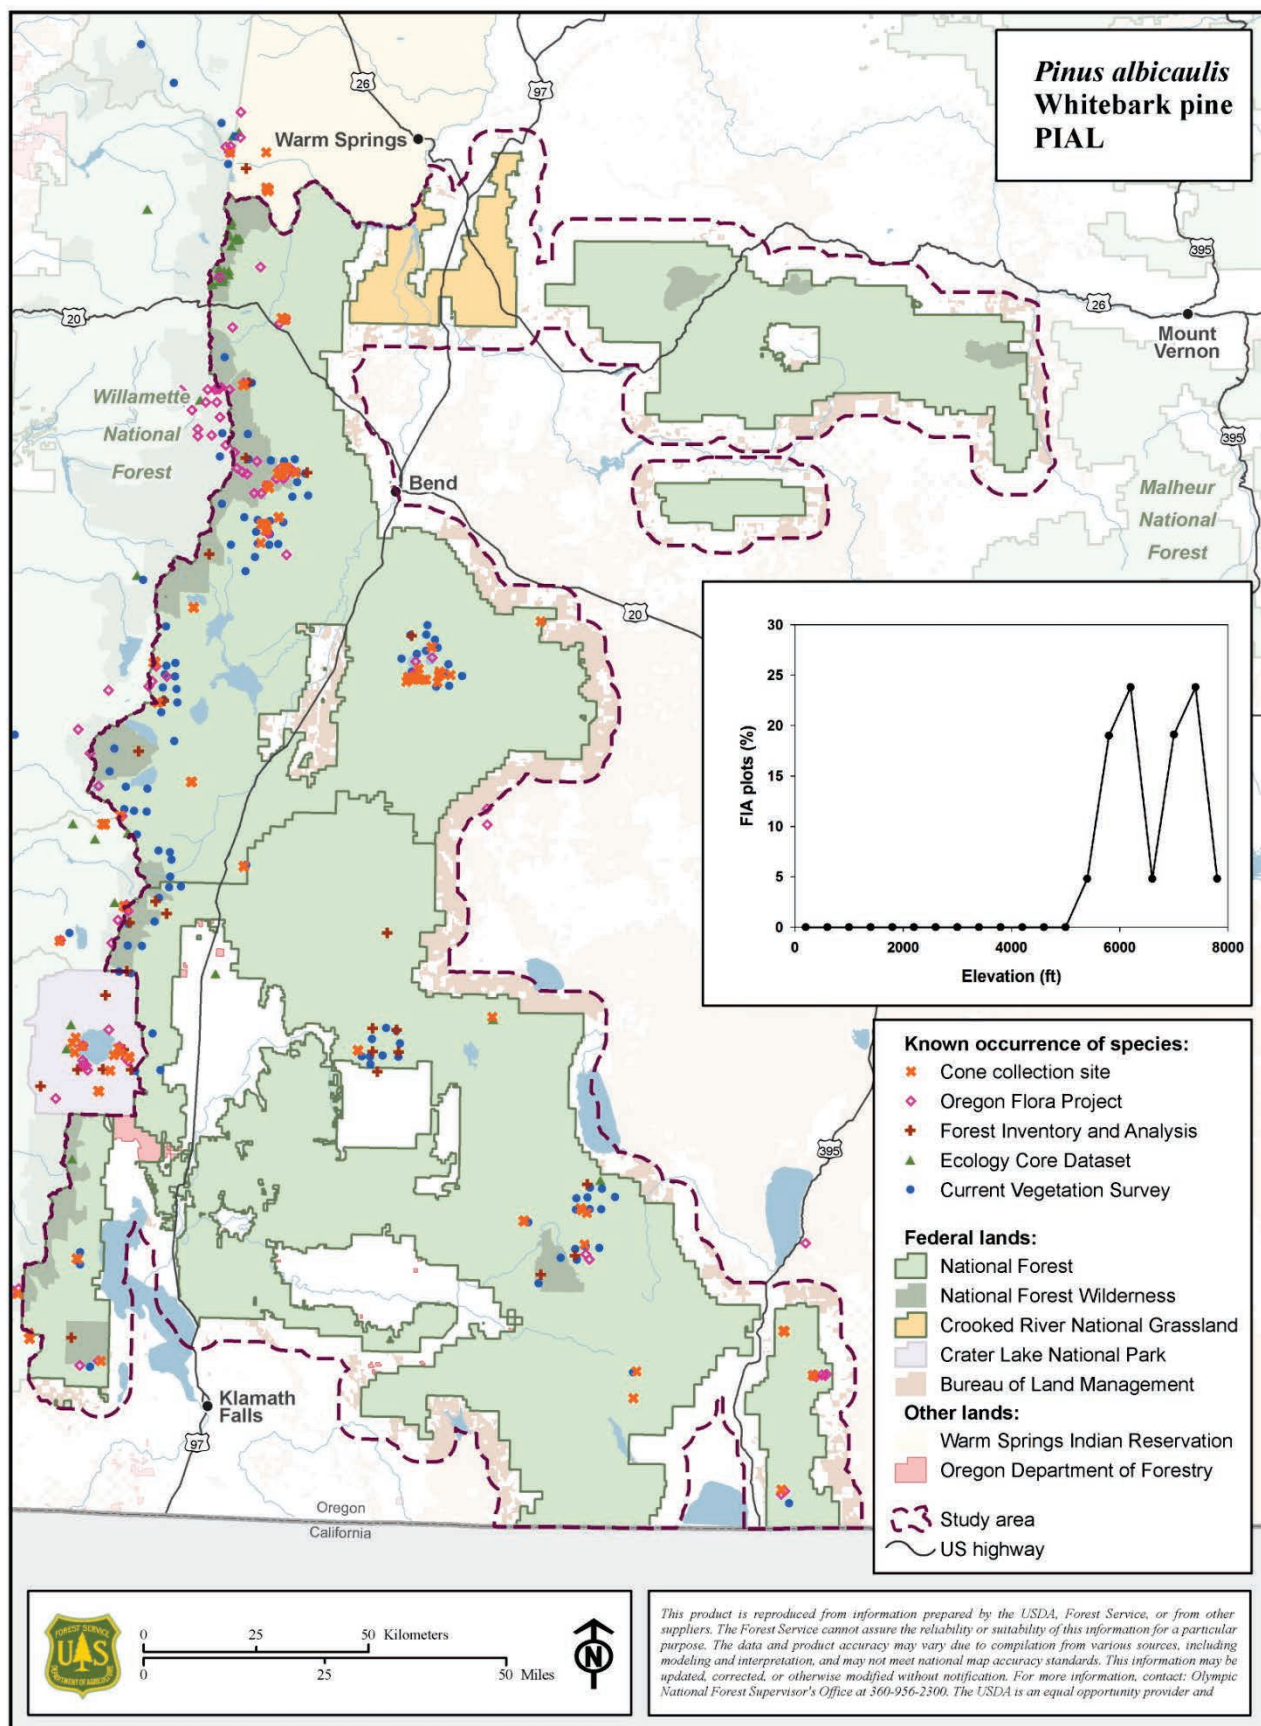 Pinus albicaulis
Whitebark pine
PIAL
26
97
Warm Springs
395
26
20
Mount
Vernon
Willamette
National
Forest
395
Bend
Malheur
National
Forest
20
30
25
20
15
10
5
0
FIA plots (%)
0
2000
4000
6000
8000
Elevation (ft)
Known occurrence of species:
Cone collection site
Oregon Flora Project
Forest Inventory and Analysis
Ecology Core Dataset
Current Vegetation Survey
Federal lands:
National Forest
National Forest Wilderness
Crooked River National Grassland
Crater Lake National Park
Bureau of Land Management
Other lands:
Warm Springs Indian Reservation
Oregon Department of Forestry
Study area
US highway
395
Klamath
Falls
97
Oregon
California
FOREST SERVICE
U S
DEPARTMENT OF AGRICULTURE
0 25 50 Kilometers
0 25 50 Miles
N
This product is reproduced from information prepared by the USDA, Forest Service, or from other
suppliers. The Forest Service cannot assure the reliability or suitability of this information for a particular
purpose. The data and product accuracy may vary due to compilation from various sources, including
modeling and interpretation, and may not meet national map accuracy standards. This information may be
updated, corrected, or otherwise modified without notification. For more information, contact: Olympic
National Forest Supervisor's Office at 360-956-2300. The USDA is an equal opportunity provider and